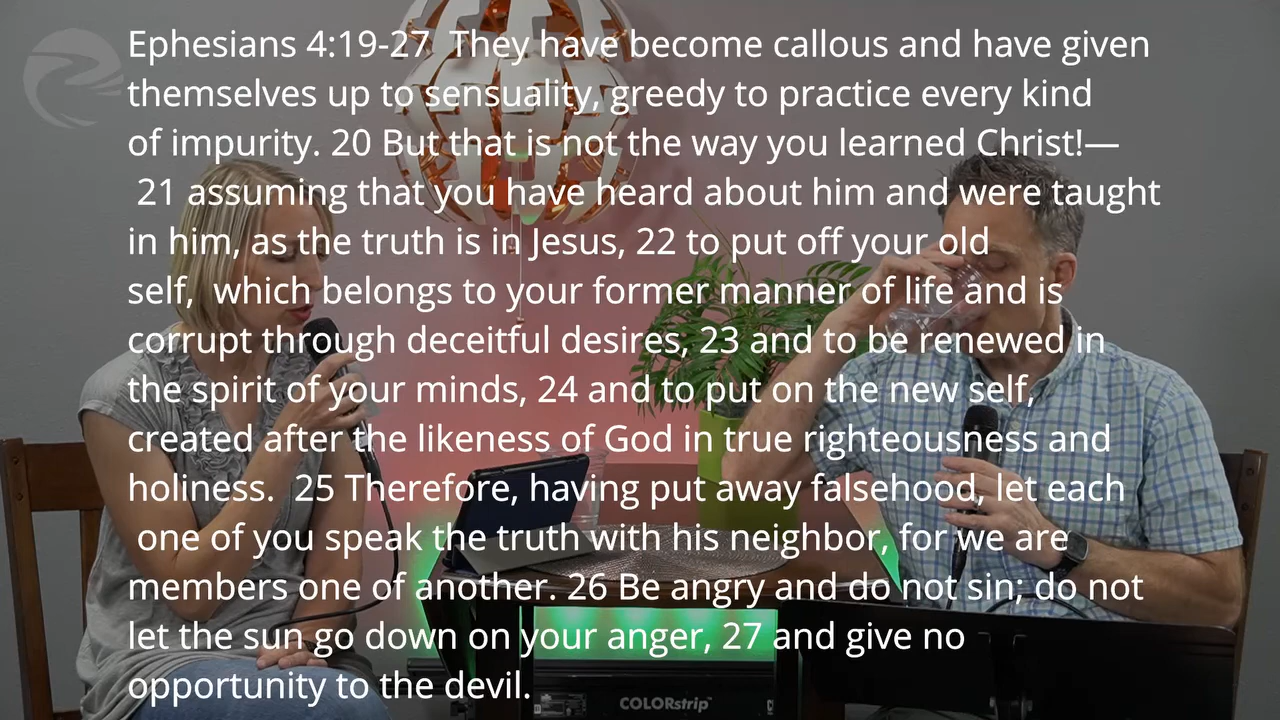 Ephesians 4:19-27  They have become callous and have given
themselves up to sensuality, greedy to practice every kind
of impurity. 20 But that is not the way you learned Christ!—
21 assuming that you have heard about him and were taught
in him, as the truth is in Jesus, 22 to put off your old
self,  which belongs to your former manner of life and is
corrupt through deceitful desires, 23 and to be renewed in
the spirit of your minds, 24 and to put on the new self,
created after the likeness of God in true righteousness and
holiness.  25 Therefore, having put away falsehood, let each
one of you speak the truth with his neighbor, for we are
members one of another. 26 Be angry and do not sin; do not
let the sun go down on your anger, 27 and give no
opportunity to the devil.
COLORstrip™